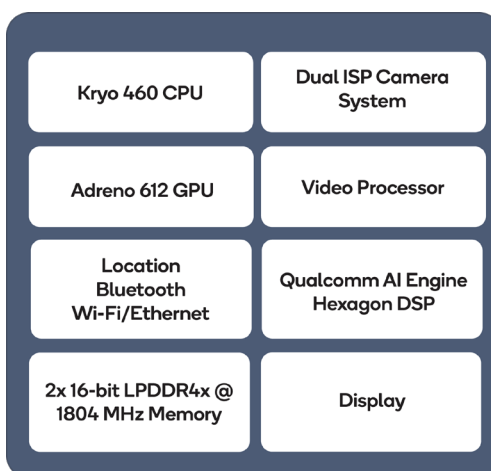 Kryo 460 CPU
Dual ISP Camera
System
Adreno 612 GPU
Video Processor
Location
Bluetooth
Wi-Fi/Ethernet
Qualcomm AI Engine
Hexagon DSP
2x 16-bit LPDDR4x @
1804 MHz Memory
Display